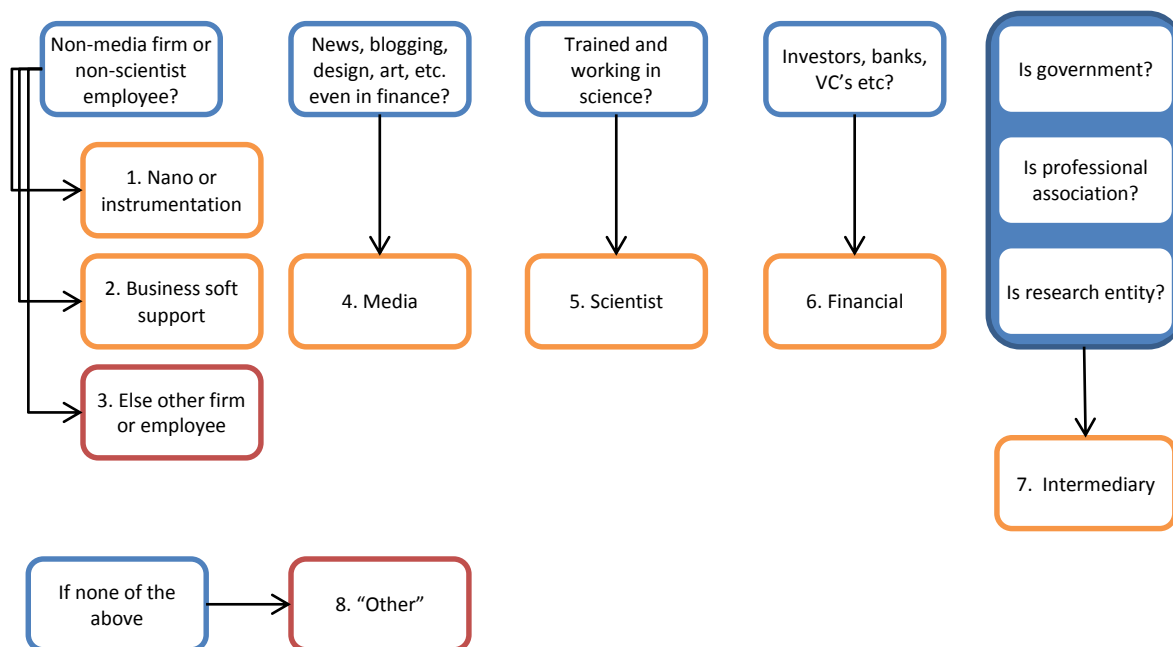 Non-media firm or
non-scientist
employee?
News, blogging,
design, art, etc.
even in finance?
Trained and
working in
science?
Investors, banks,
VC’s etc?
Is government?
Is professional
association?
Is research entity?
1. Nano or
instrumentation
2. Business soft
support
3. Else other firm
or employee
4. Media
5. Scientist
6. Financial
7.  Intermediary
If none of the
above
8. “Other”